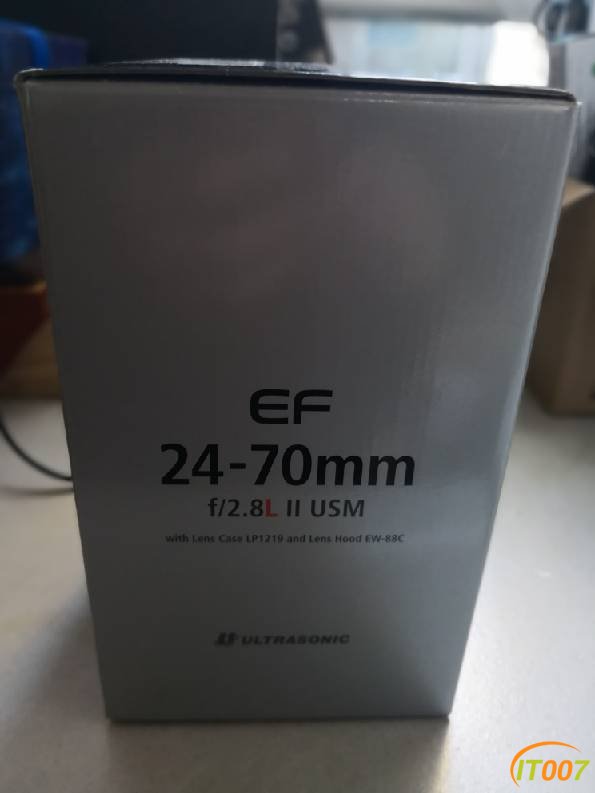 EF
24-70mm
f/2.8L II USM
with Lens Case LP1219 and Lens Hood EW-88C
ULTRASONIC
IT007